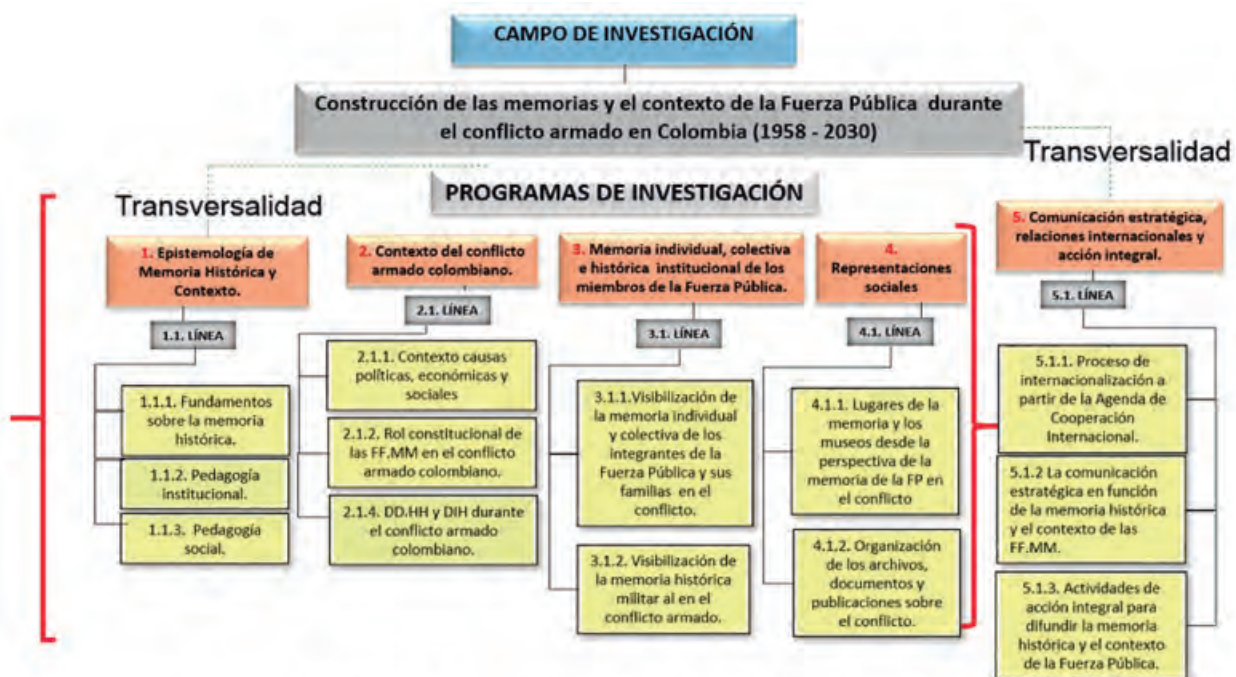 CAMPO DE INVESTIGACIÓN
Construcción de las memorias y el contexto de la Fuerza Pública durante
el conflicto armado en Colombia (1958 - 2030)
Transversalidad
PROGRAMAS DE INVESTIGACIÓN
Transversalidad
1. Epistemología de
Memoria Histórica y
Contexto.
1.1. LÍNEA
1.1.1. Fundamentos
sobre la memoria
histórica.
1.1.2. Pedagogía
institucional.
1.1.3. Pedagogía
social.
2. Contexto del conflicto
armado colombiano.
2.1. LÍNEA
2.1.1. Contexto causas
políticas, económicas y
sociales
2.1.2. Rol constitucional de
las FF.MM en el conflicto
armado colombiano.
2.1.4. DD.HH y DIH durante
el conflicto armado
colombiano.
3. Memoria individual, colectiva
e histórica institucional de los
miembros de la Fuerza Pública.
3.1. LÍNEA
3.1.1.Visibilización de
la memoria individual
y colectiva de los
integrantes de la
Fuerza Pública y sus
familias en el
conflicto.
3.1.2. Visibilización de
la memoria histórica
militar al en el
conflicto armado.
4.
Representaciones
sociales
4.1. LÍNEA
4.1.1. Lugares de la
memoria y los
museos desde la
perspectiva de la
memoria de la FP en
el conflicto
4.1.2. Organización
de los archivos,
documentos y
publicaciones sobre
el conflicto.
5. Comunicación estratégica,
relaciones internacionales y
acción integral.
5.1. LÍNEA
5.1.1. Proceso de
internacionalización a
partir de la Agenda de
Cooperación
Internacional.
5.1.2 La comunicación
estratégica en función
de la memoria histórica
y el contexto de las
FF.MM.
5.1.3. Actividades de
acción integral para
difundir la memoria
histórica y el contexto
de la Fuerza Pública.